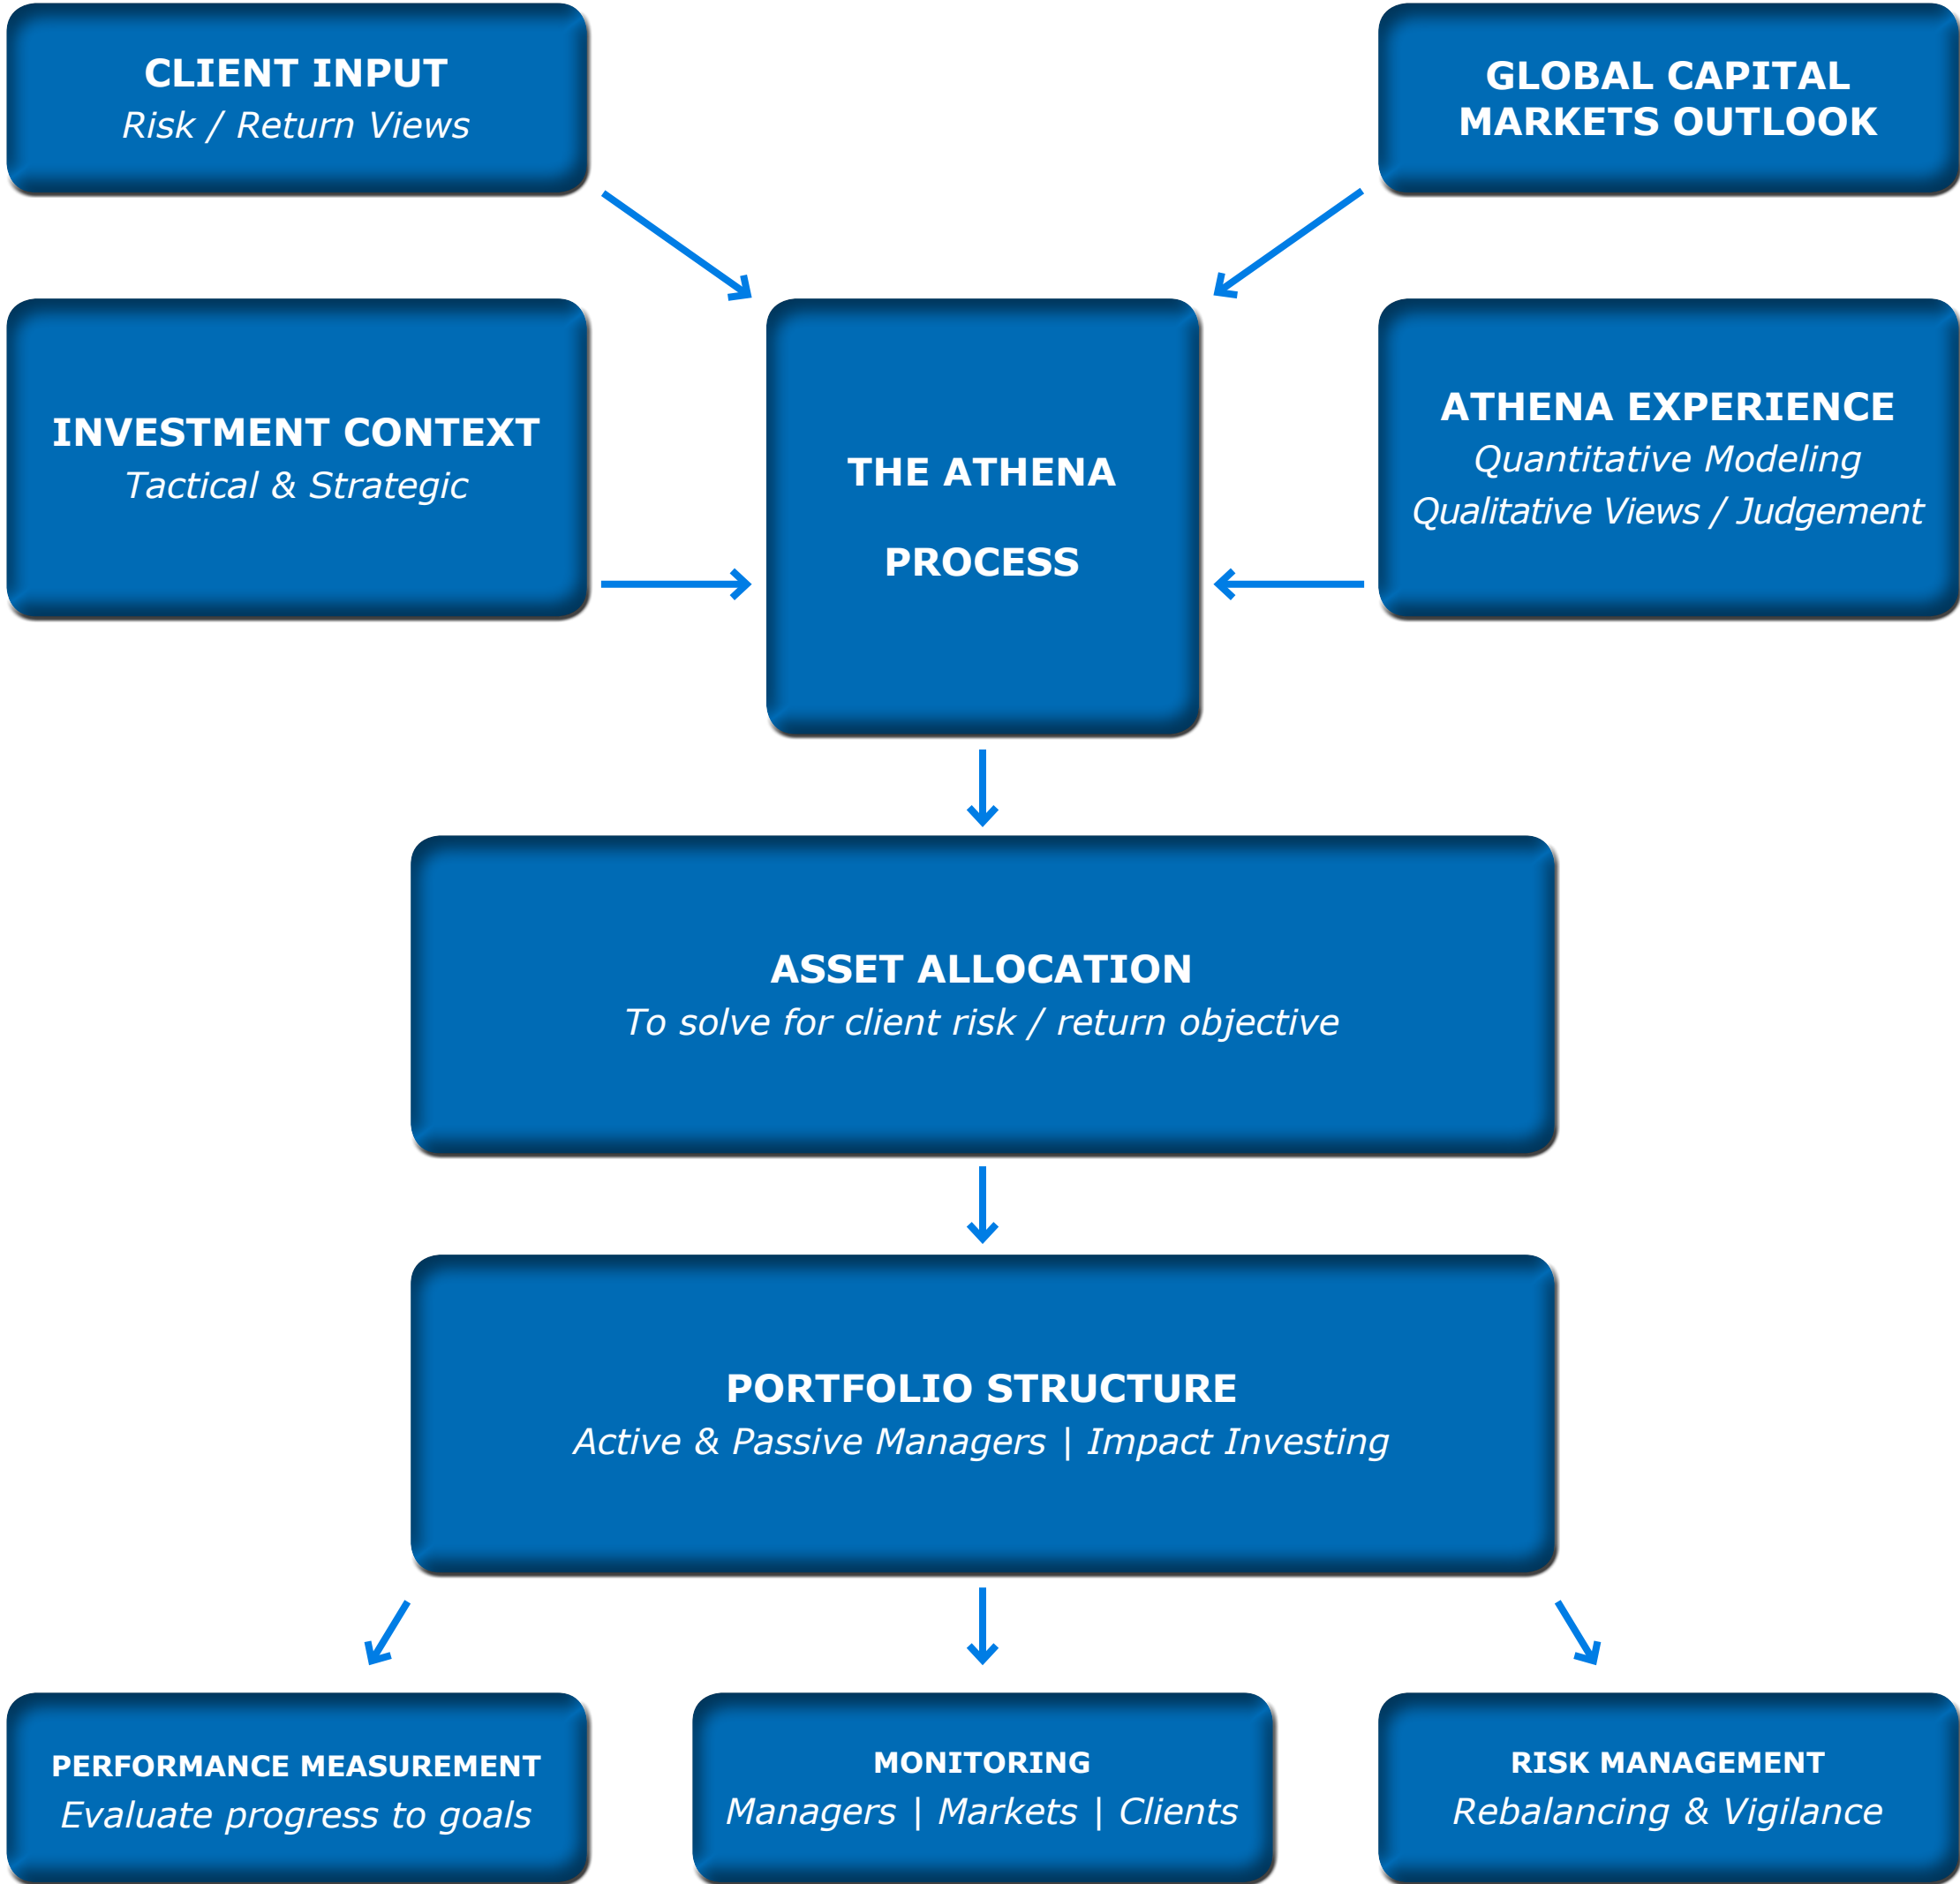 CLIENT INPUT
Risk / Return Views
GLOBAL CAPITAL
MARKETS OUTLOOK
INVESTMENT CONTEXT
Tactical & Strategic
THE ATHENA
PROCESS
ATHENA EXPERIENCE
Quantitative Modeling
Qualitative Views / Judgement
ASSET ALLOCATION
To solve for client risk / return objective
PORTFOLIO STRUCTURE
Active & Passive Managers | Impact Investing
PERFORMANCE MEASUREMENT
Evaluate progress to goals
MONITORING
Managers | Markets | Clients
RISK MANAGEMENT
Rebalancing & Vigilance